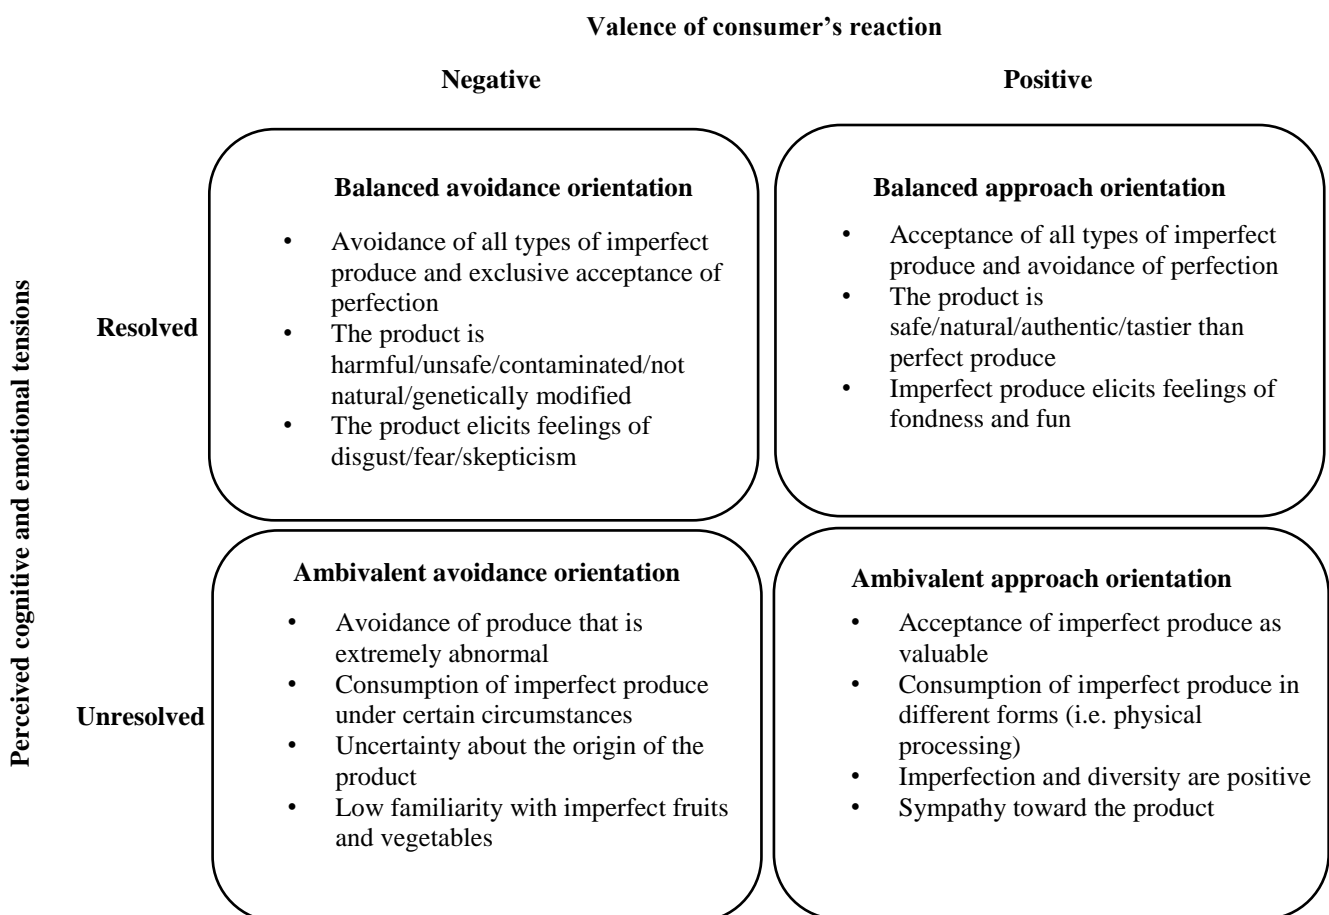 Valence of consumer's reaction
Negative
Positive
Perceived cognitive and emotional tensions
Resolved
Balanced avoidance orientation
• Avoidance of all types of imperfect
produce and exclusive acceptance of
perfection
• The product is
harmful/unsafe/contaminated/not
natural/genetically modified
• The product elicits feelings of
disgust/fear/skepticism
Balanced approach orientation
• Acceptance of all types of imperfect
produce and avoidance of perfection
• The product is
safe/natural/authentic/tastier than
perfect produce
• Imperfect produce elicits feelings of
fondness and fun
Unresolved
Ambivalent avoidance orientation
• Avoidance of produce that is
extremely abnormal
• Consumption of imperfect produce
under certain circumstances
• Uncertainty about the origin of the
product
• Low familiarity with imperfect fruits
and vegetables
Ambivalent approach orientation
• Acceptance of imperfect produce as
valuable
• Consumption of imperfect produce in
different forms (i.e. physical
processing)
• Imperfection and diversity are positive
• Sympathy toward the product